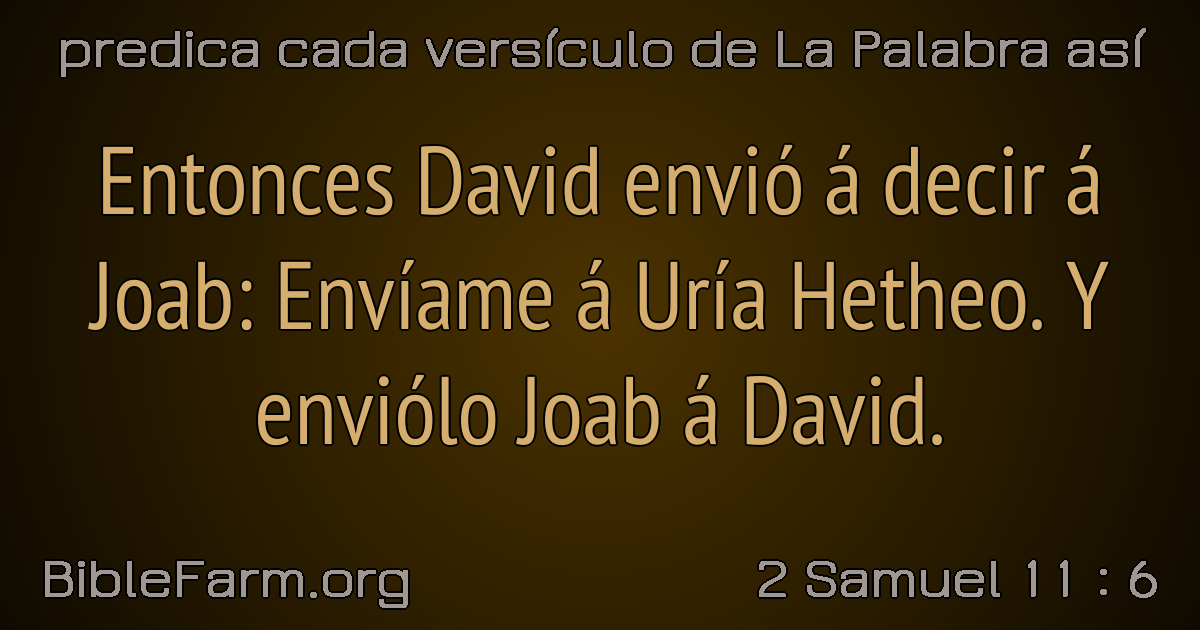 predica cada versículo de La Palabra así
Entonces David envió á decir á
Joab: Envíame á Uría Hetheo. Y
enviólo Joab á David.
BibleFarm.org
2 Samuel 11 : 6